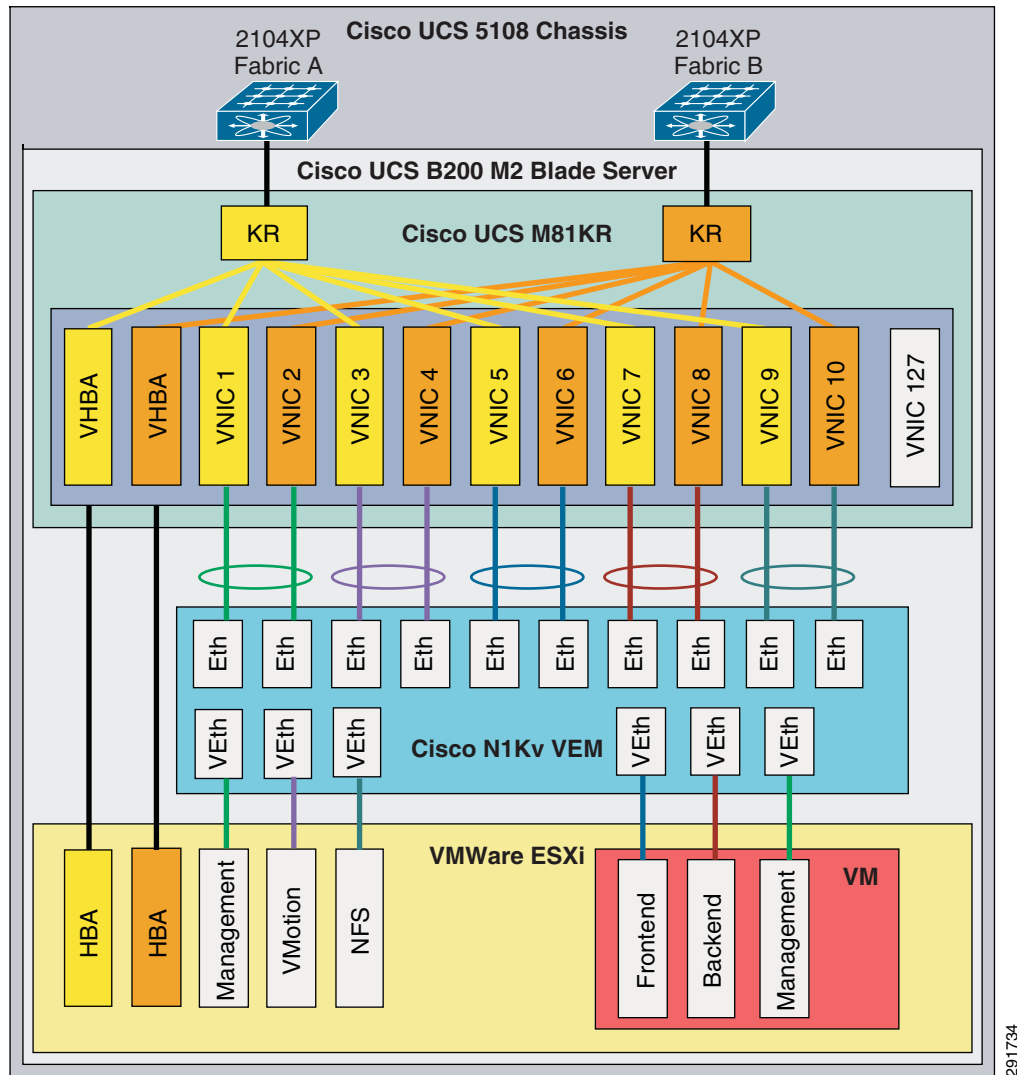 Cisco UCS 5108 Chassis
2104XP
Fabric A
2104XP
Fabric B
Cisco UCS B200 M2 Blade Server
KR
Cisco UCS M81KR
KR
VHBA
VHBA
VNIC 1
VNIC 2
VNIC 3
VNIC 4
VNIC 5
VNIC 6
VNIC 7
VNIC 8
VNIC 9
VNIC 10
VNIC 127
Eth
Eth
Eth
Eth
Eth
Eth
Eth
Eth
Eth
Eth
VEth
VEth
VEth
Cisco N1Kv VEM
VEth
VEth
VEth
VMWare ESXi
VM
HBA
HBA
Management
VMotion
NFS
Frontend
Backend
Management
291734